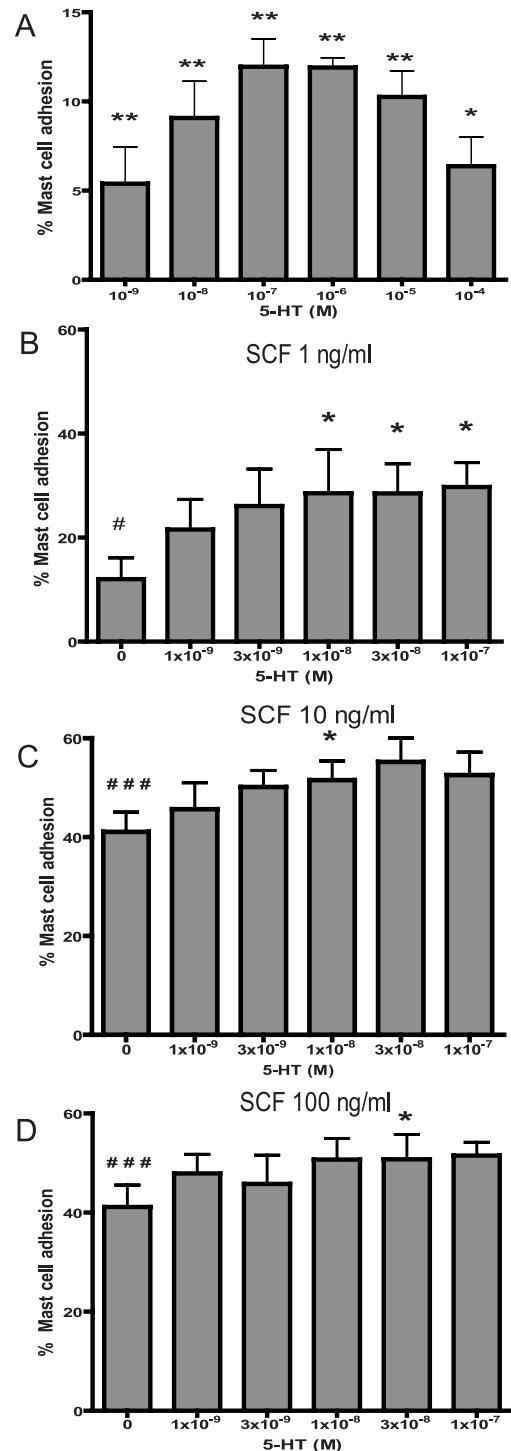 A
15
** ** ** ** ** *
10
5
0
% Mast cell adhesion
10⁻⁹ 10⁻⁸ 10⁻⁷ 10⁻⁶ 10⁻⁵ 10⁻⁴
5-HT (M)
B
SCF 1 ng/ml
60
40
20
0
% Mast cell adhesion
# * * *
0 1x10⁻⁹ 3x10⁻⁹ 1x10⁻⁸ 3x10⁻⁸ 1x10⁻⁷
5-HT (M)
C
SCF 10 ng/ml
60
40
20
0
% Mast cell adhesion
### *
0 1x10⁻⁹ 3x10⁻⁹ 1x10⁻⁸ 3x10⁻⁸ 1x10⁻⁷
5-HT (M)
D
SCF 100 ng/ml
60
40
20
0
% Mast cell adhesion
### *
0 1x10⁻⁹ 3x10⁻⁹ 1x10⁻⁸ 3x10⁻⁸ 1x10⁻⁷
5-HT (M)